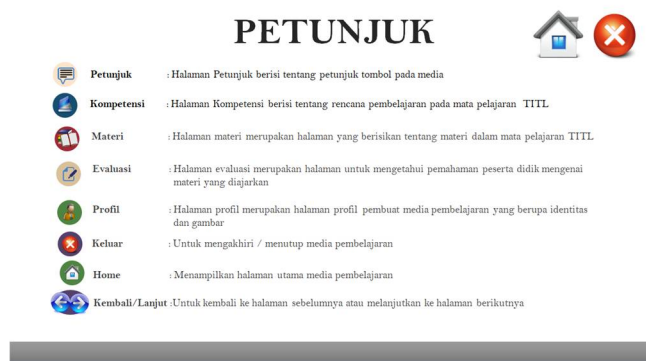 PETUNJUK
Petunjuk : Halaman Petunjuk berisi tentang petunjuk tombol pada media
Kompetensi : Halaman Kompetensi berisi tentang rencana pembelajaran pada mata pelajaran TITL
Materi : Halaman materi merupakan halaman yang berisikan tentang materi dalam mata pelajaran TITL
Evaluasi : Halaman evaluasi merupakan halaman untuk mengetahui pemahaman peserta didik mengenai
materi yang diajarkan
Profil : Halaman profil merupakan halaman profil pembuat media pembelajaran yang berupa identitas
dan gambar
Keluar : Untuk mengakhiri / menutup media pembelajaran
Home : Menampilkan halaman utama media pembelajaran
Kembali/Lanjut :Untuk kembali ke halaman sebelumnya atau melanjutkan ke halaman berikutnya